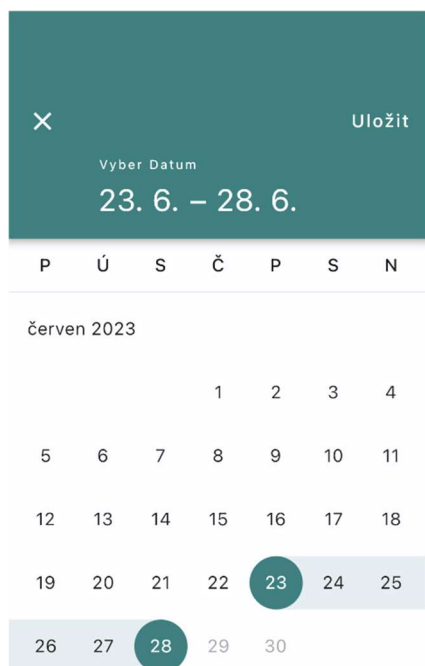 × Uložit
Vyber Datum
23. 6. – 28. 6.
P Ú S Č P S N
červen 2023
1 2 3 4
5 6 7 8 9 10 11
12 13 14 15 16 17 18
19 20 21 22 23 24 25
26 27 28 29 30